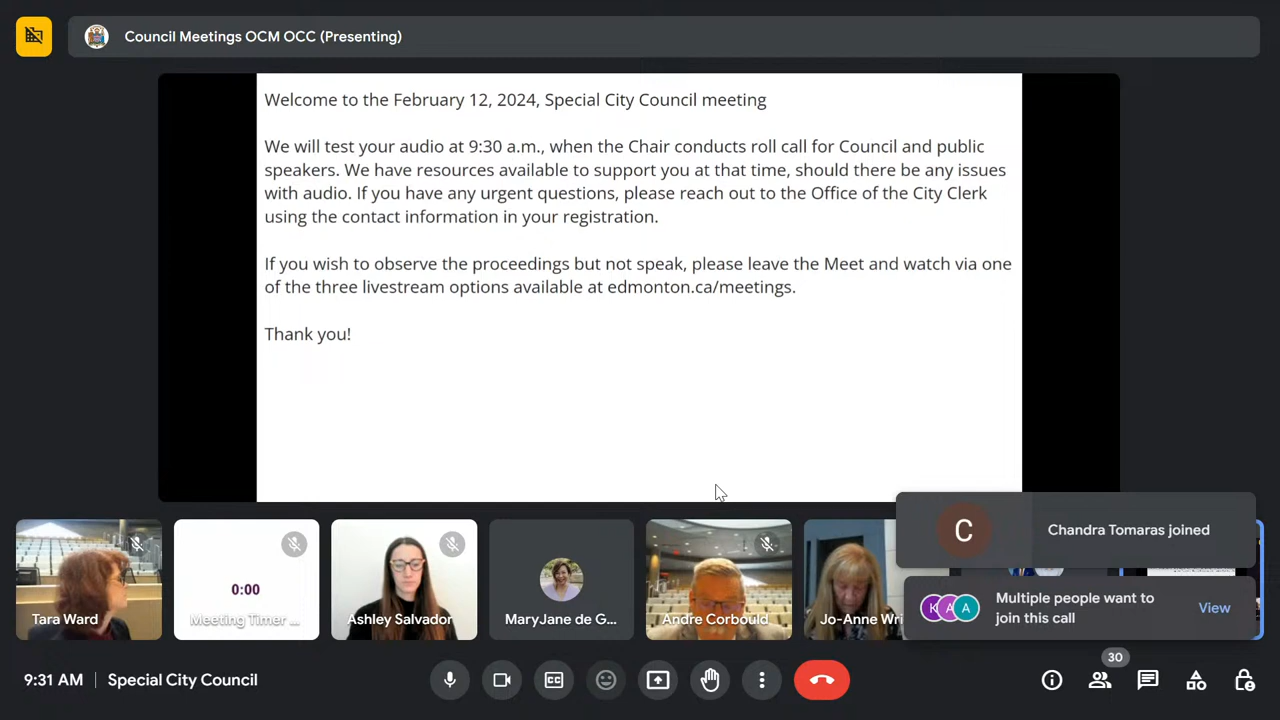 Council Meetings OCM OCC (Presenting)
Welcome to the February 12, 2024, Special City Council meeting
We will test your audio at 9:30 a.m., when the Chair conducts roll call for Council and public
speakers. We have resources available to support you at that time, should there be any issues
with audio. If you have any urgent questions, please reach out to the Office of the City Clerk
using the contact information in your registration.
If you wish to observe the proceedings but not speak, please leave the Meet and watch via one
of the three livestream options available at edmonton.ca/meetings.
Thank you!
C
Chandra Tomaras joined
0:00
K A A
Multiple people want to
join this call
View
Tara Ward
Meeting Timer ...
Ashley Salvador
MaryJane de G...
Andre Corbould
Jo-Anne Wri
30
9:31 AM | Special City Council
CC